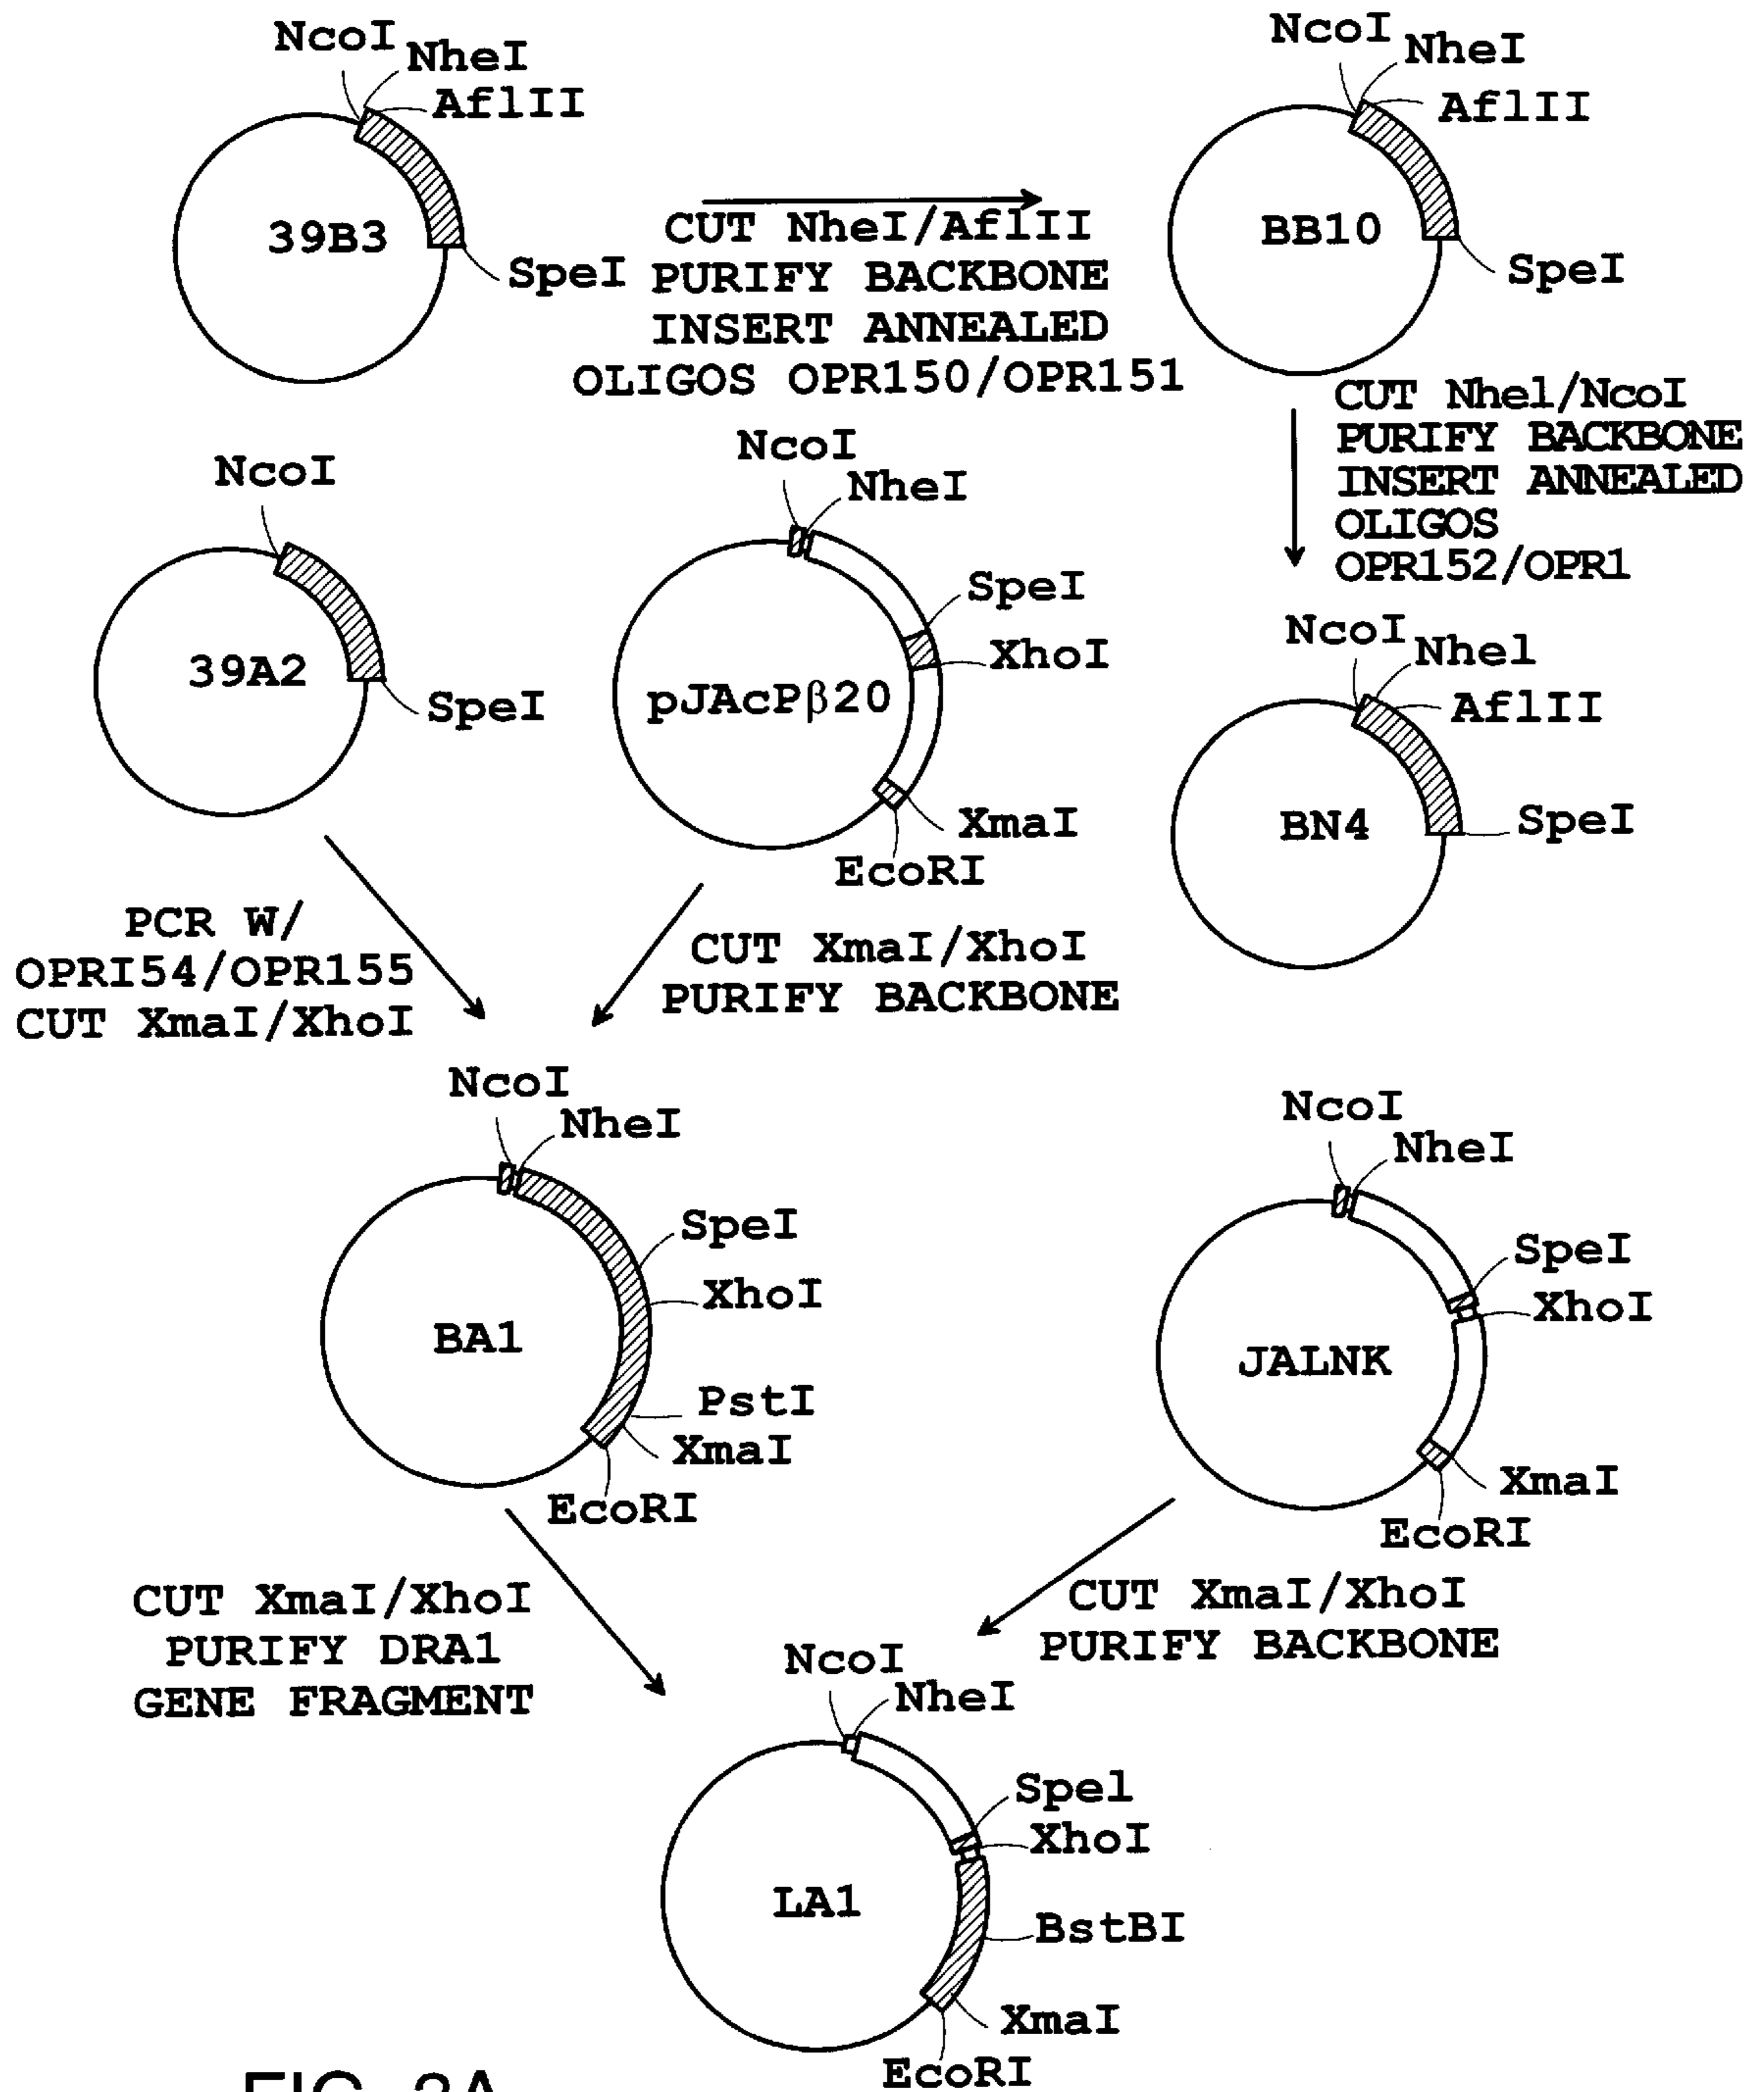 NcoI
NheI
AflII
39B3
SpeI
CUT NheI/AflII
PURIFY BACKBONE
INSERT ANNEALED
OLIGOS OPR150/OPR151
NcoI
NheI
AflII
BB10
SpeI
CUT Nhel/NcoI
PURIFY BACKBONE
INSERT ANNEALED
OLIGOS
OPR152/OPR1
NcoI
39A2
SpeI
NcoI
NheI
SpeI
XhoI
pJAcPβ20
XmaI
EcoRI
NcoI
Nhel
AflII
BN4
SpeI
PCR W/
OPRI54/OPR155
CUT XmaI/XhoI
CUT XmaI/XhoI
PURIFY BACKBONE
NcoI
NheI
SpeI
XhoI
BA1
PstI
XmaI
EcoRI
NcoI
NheI
SpeI
XhoI
JALNK
XmaI
EcoRI
CUT XmaI/XhoI
PURIFY DRA1
GENE FRAGMENT
CUT XmaI/XhoI
PURIFY BACKBONE
NcoI
NheI
Spel
XhoI
LA1
BstBI
XmaI
EcoRI
FIG. 2A